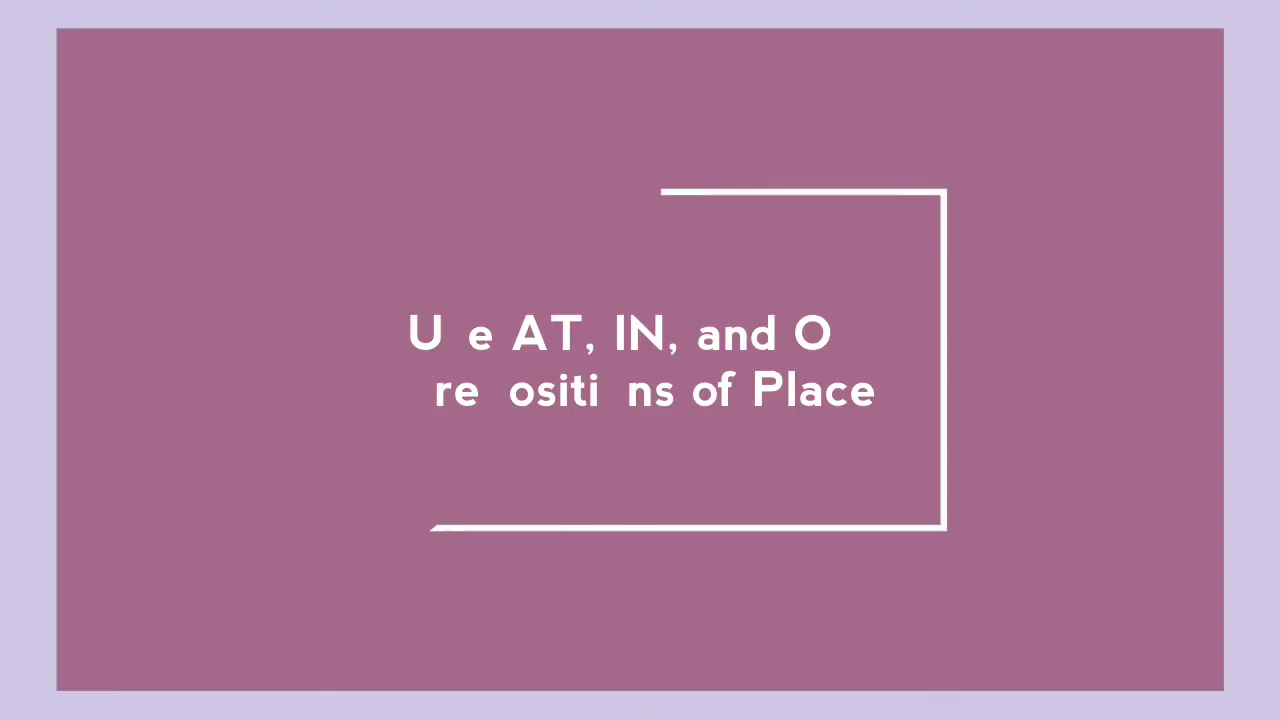 U e AT, IN, and O
re ositi ns of Place